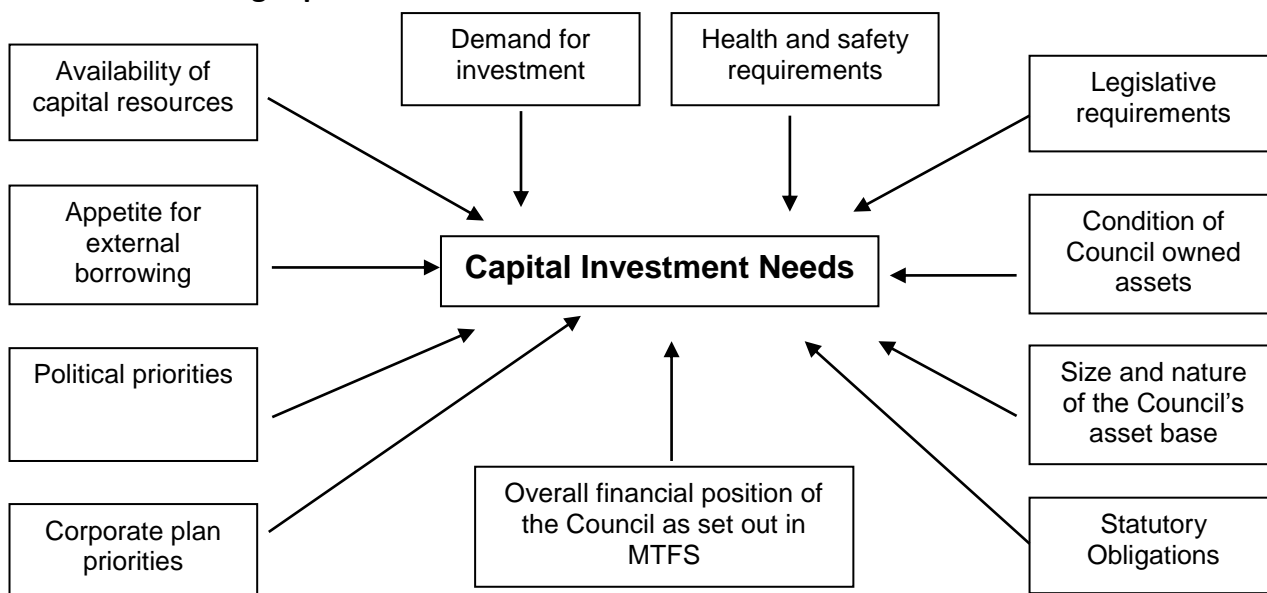 Demand for
investment
Health and safety
requirements
Availability of
capital resources
Legislative
requirements
Appetite for
external
borrowing
Capital Investment Needs
Condition of
Council owned
assets
Political priorities
Size and nature
of the Council's
asset base
Corporate plan
priorities
Overall financial position of
the Council as set out in
MTFS
Statutory
Obligations